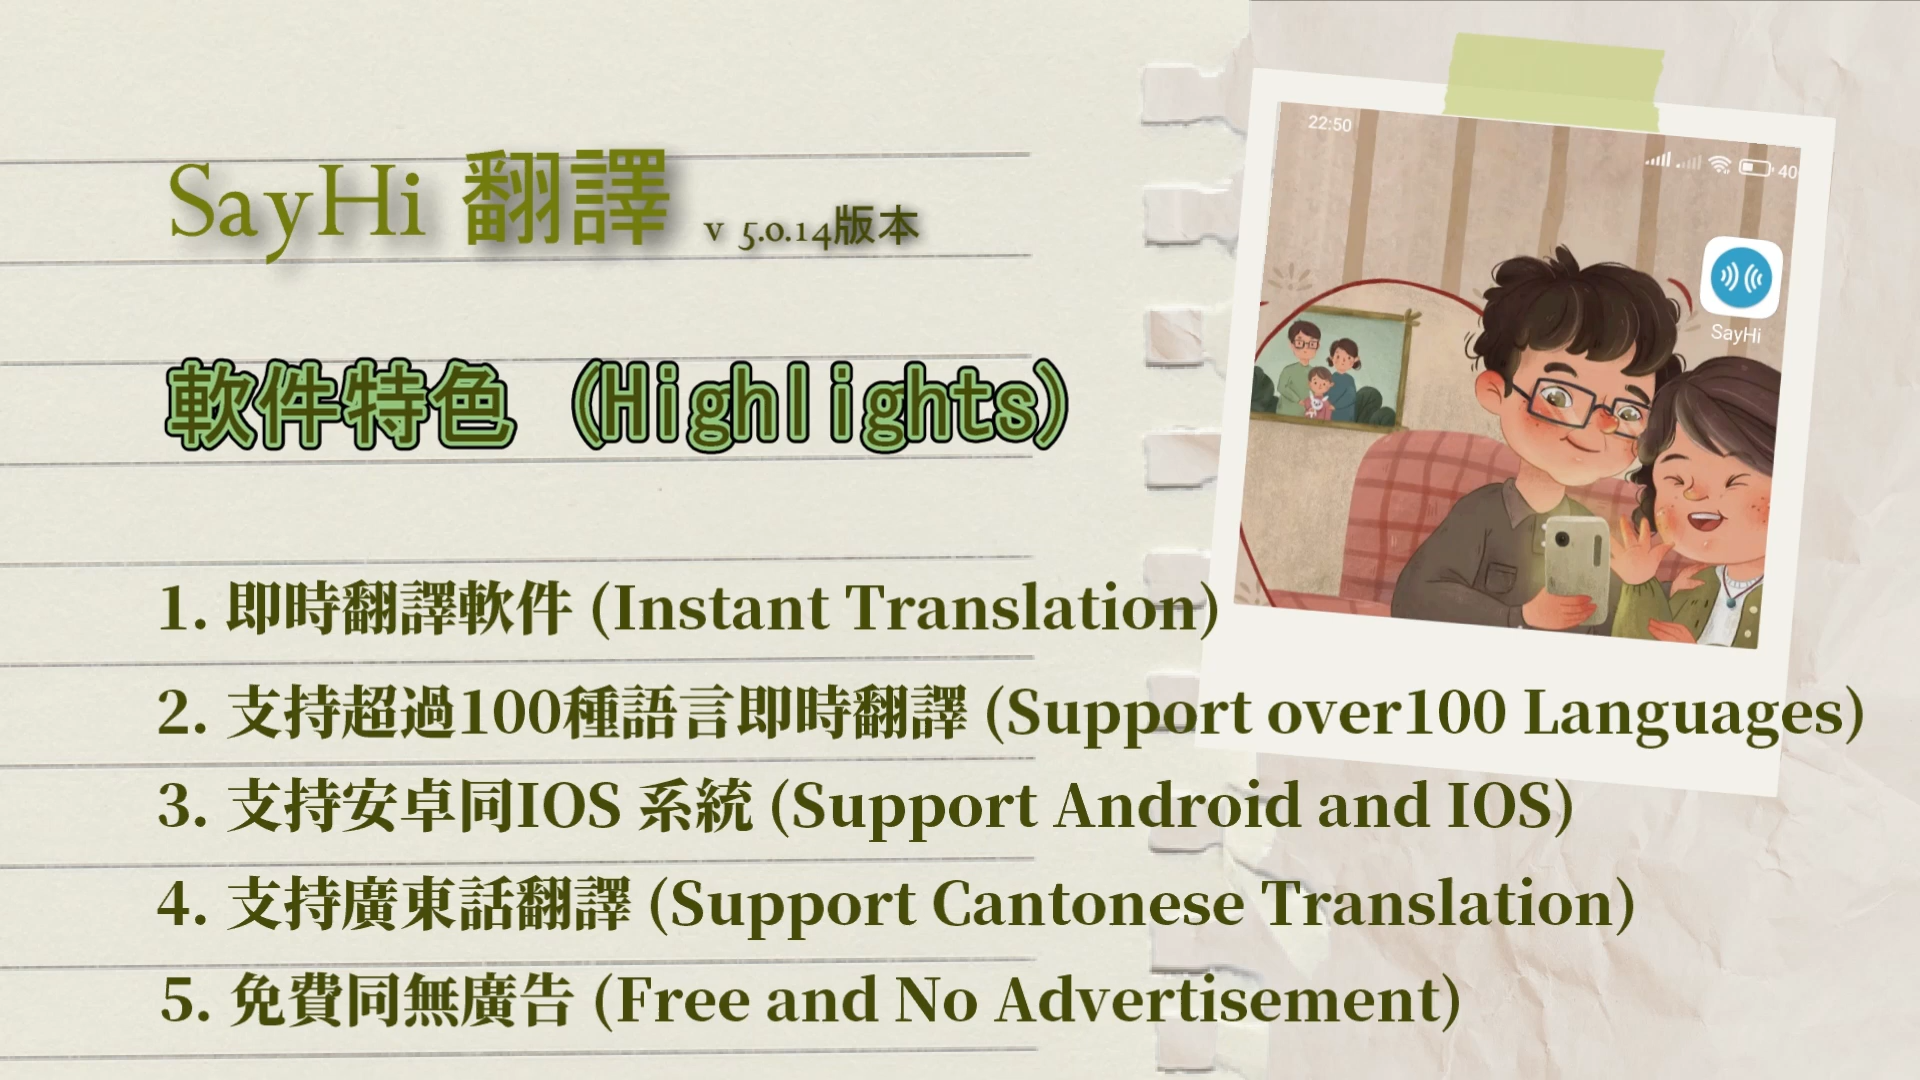 SayHi 翻譯 v 5.0.14版本
軟件特色 (Highlights)
1. 即時翻譯軟件 (Instant Translation)
2. 支持超過100種語言即時翻譯 (Support over100 Languages)
3. 支持安卓同IOS 系統 (Support Android and IOS)
4. 支持廣東話翻譯 (Support Cantonese Translation)
5. 免費同無廣告 (Free and No Advertisement)
22:50
40
SayHi